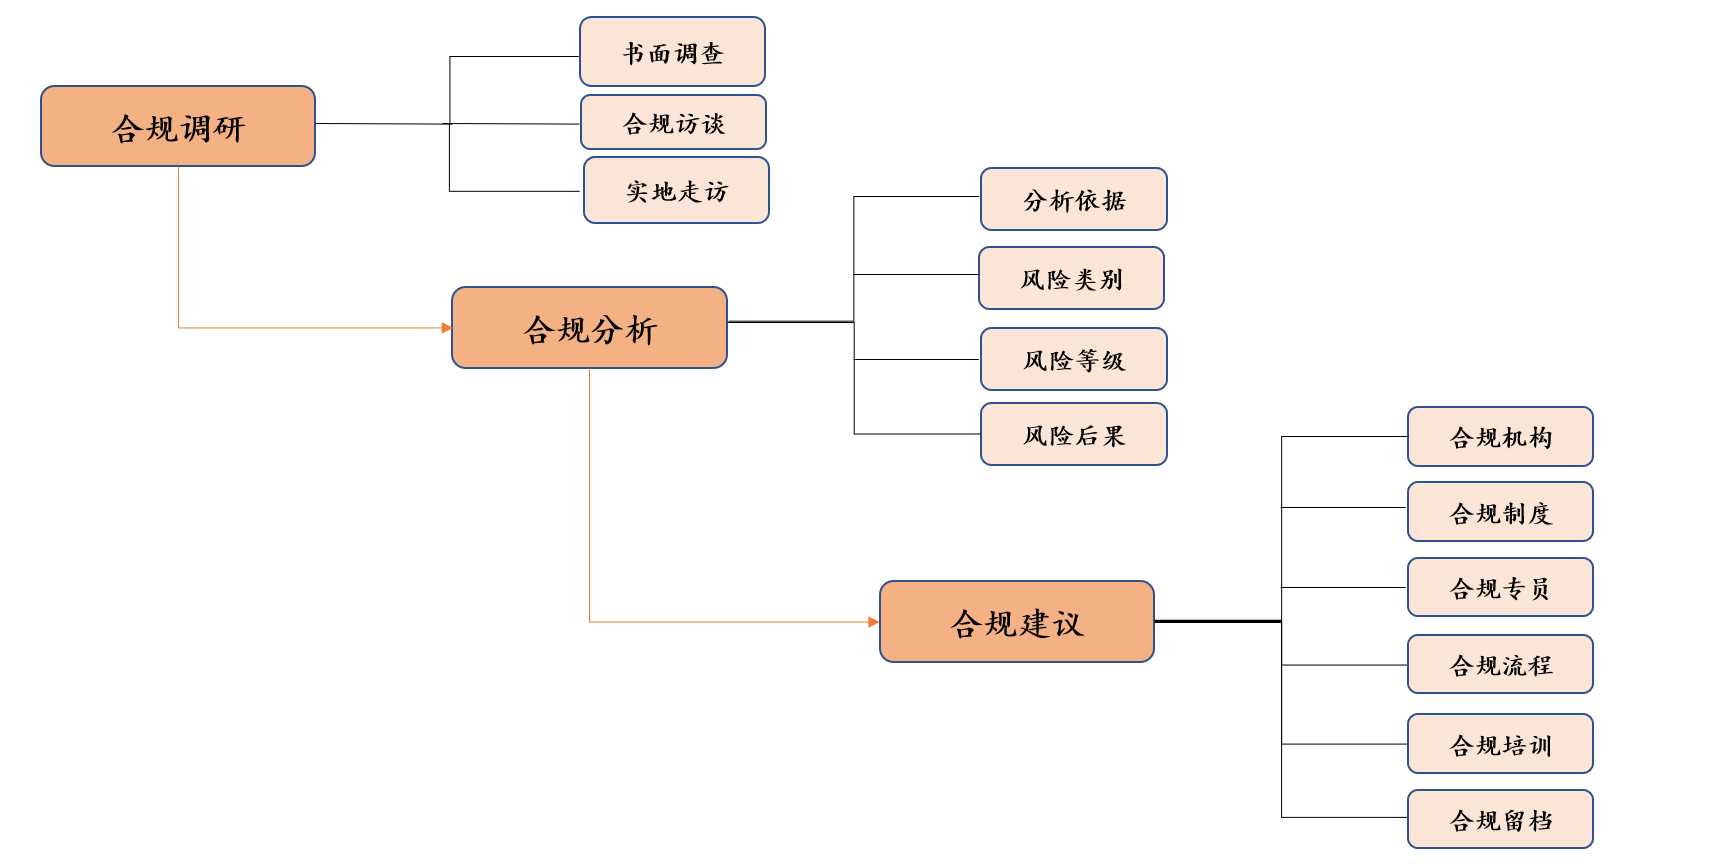 合规调研
书面调查
合规访谈
实地走访
合规分析
分析依据
风险类别
风险等级
风险后果
合规建议
合规机构
合规制度
合规专员
合规流程
合规培训
合规留档